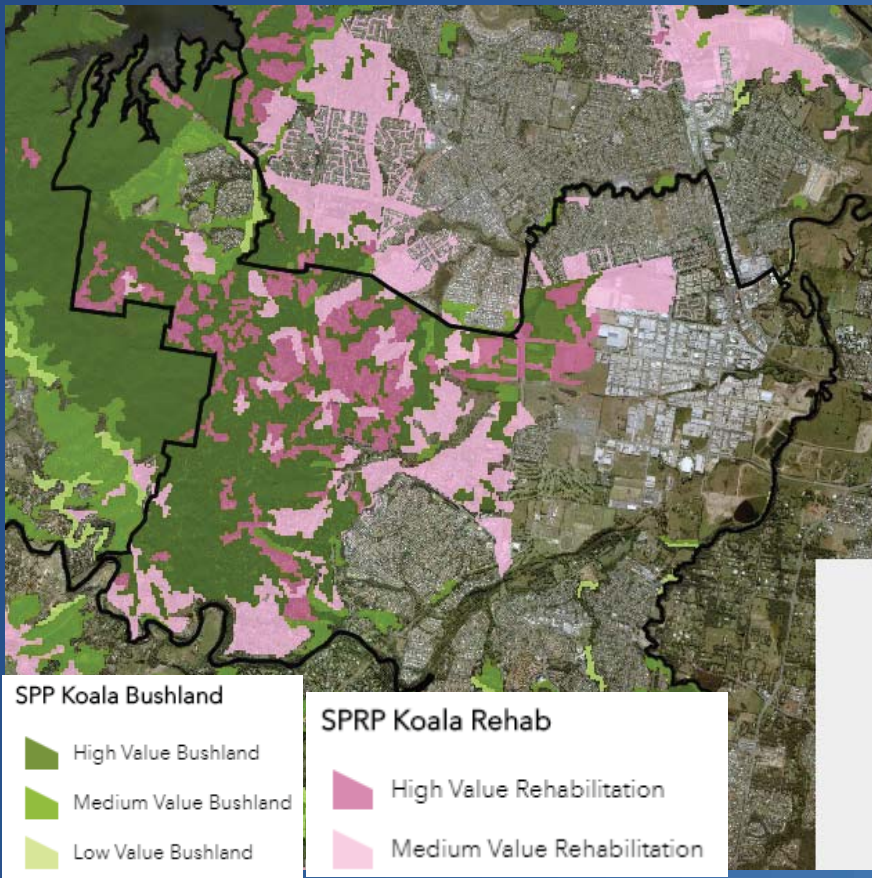 SPP Koala Bushland
High Value Bushland
Medium Value Bushland
Low Value Bushland
SPRP Koala Rehab
High Value Rehabilitation
Medium Value Rehabilitation